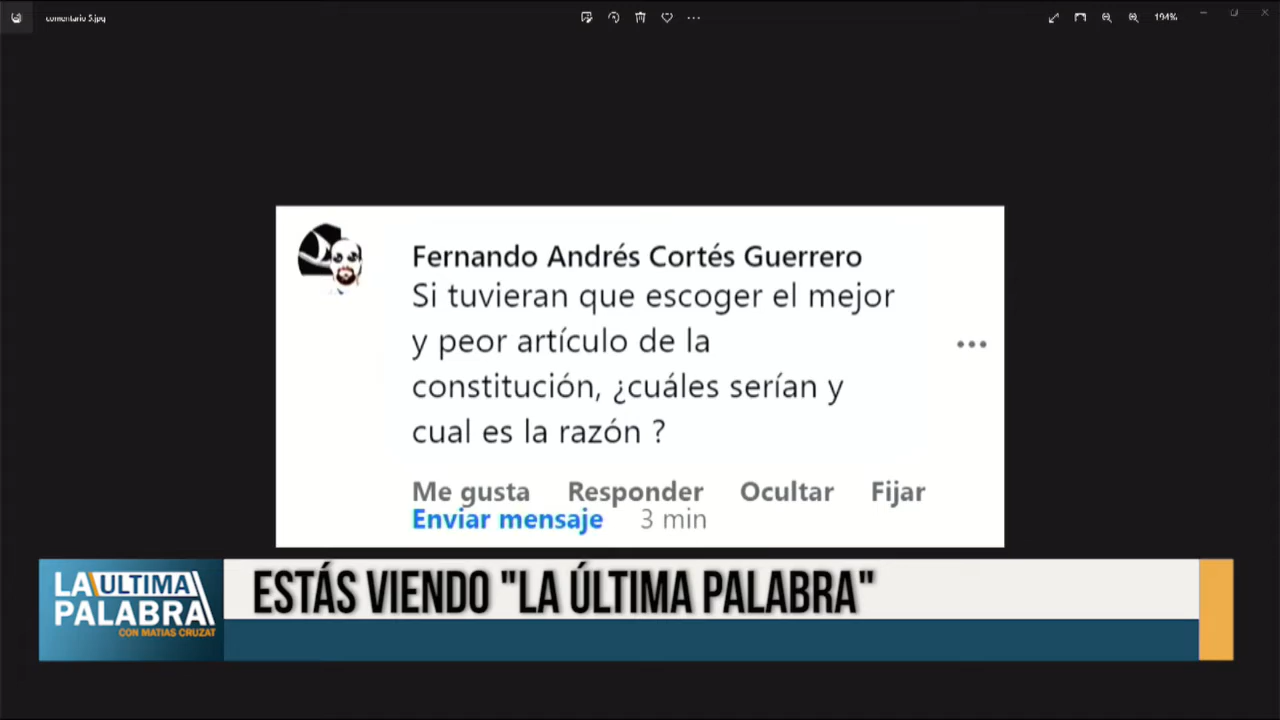 comentario 5.jpg
194%
Fernando Andrés Cortés Guerrero
Si tuvieran que escoger el mejor
y peor artículo de la
constitución, ¿cuáles serían y
cual es la razón ?
Me gusta Responder Ocultar Fijar
Enviar mensaje 3 min
LA ULTIMA
PALABRA
CON MATIAS CRUZAT
ESTÁS VIENDO "LA ÚLTIMA PALABRA"